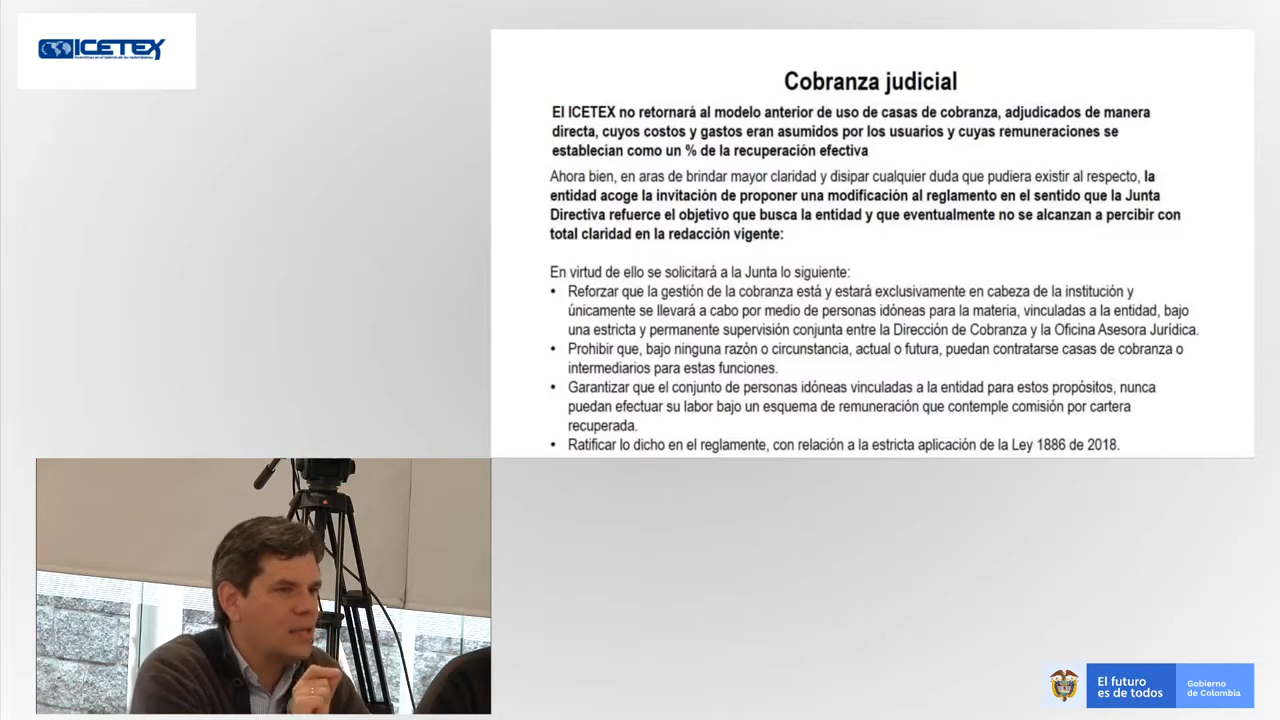 ICETEX
Cobranza judicial
El ICETEX no retornará al modelo anterior de uso de casas de cobranza, adjudicados de manera
directa, cuyos costos y gastos eran asumidos por los usuarios y cuyas remuneraciones se
establecian como un % de la recuperación efectiva
Ahora bien, en aras de brindar mayor claridad y disipar cualquier duda que pudiera existir al respecto, la
entidad acoge la invitación de proponer una modificación al reglamento en el sentido que la Junta
Directiva refuerce el objetivo que busca la entidad y que eventualmente no se alcanzan a percibir con
total claridad en la redacción vigente:
En virtud de ello se solicitará a la Junta lo siguiente:
• Reforzar que la gestión de la cobranza está y estará exclusivamente en cabeza de la institución y
únicamente se llevará a cabo por medio de personas idóneas para la materia, vinculadas a la entidad, bajo
una estricta y permanente supervisión conjunta entre la Dirección de Cobranza y la Oficina Asesora Jurídica.
• Prohibir que, bajo ninguna razón o circunstancia, actual o futura, puedan contratarse casas de cobranza o
intermediarios para estas funciones.
• Garantizar que el conjunto de personas idóneas vinculadas a la entidad para estos propósitos, nunca
puedan efectuar su labor bajo un esquema de remuneración que contemple comisión por cartera
recuperada.
• Ratificar lo dicho en el reglamente, con relación a la estricta aplicación de la Ley 1886 de 2018.
El futuro
es de todos
Gobierno
de Colombia